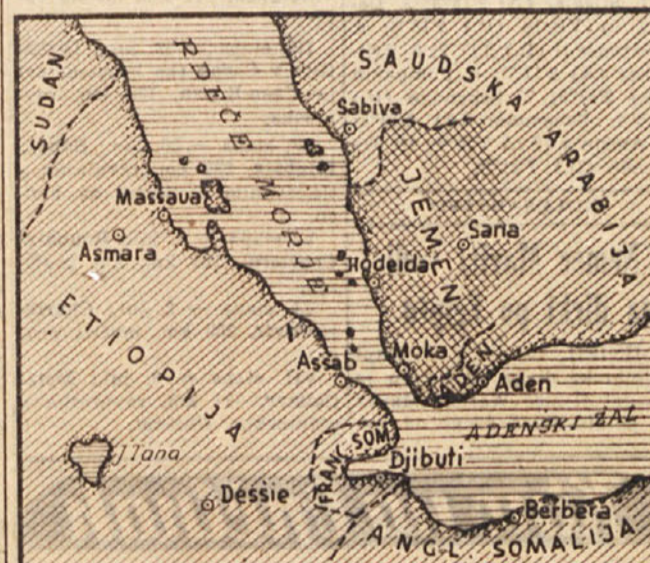 SUDAN
RDEČE MORJE
SAUDSKA ARABIJA
Sabiva
JEMEN
Massaua
Sana
Asmara
Hodeida
ETIOPIJA
Moka
Assab
ADEN
Aden
ADENSKI ZAL.
FRANC. SOM.
J Tana
Djibuti
Dessie
Berbera
ANGL. SOMALIJA